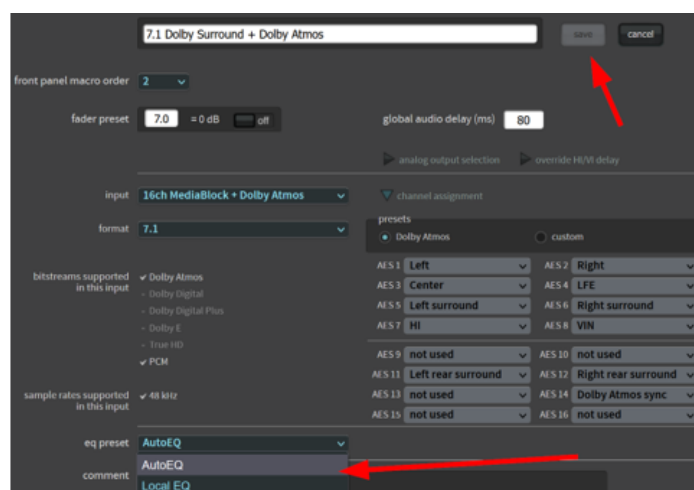 7.1 Dolby Surround + Dolby Atmos
save
cancel
front panel macro order 2
fader preset 7.0 = 0 dB off
global audio delay (ms) 80
analog output selection
override HI/VI delay
input 16ch MediaBlock + Dolby Atmos
channel assignment
format 7.1
presets
Dolby Atmos
custom
bitstreams supported
in this input
Dolby Atmos
Dolby Digital
Dolby Digital Plus
Dolby E
True HD
PCM
AES 1 Left
AES 2 Right
AES 3 Center
AES 4 LFE
AES 5 Left surround
AES 6 Right surround
AES 7 HI
AES 8 VIN
AES 9 not used
AES 10 not used
AES 11 Left rear surround
AES 12 Right rear surround
AES 13 not used
AES 14 Dolby Atmos sync
AES 15 not used
AES 16 not used
sample rates supported
in this input
48 kHz
eq preset AutoEQ
AutoEQ
Local EQ
comment